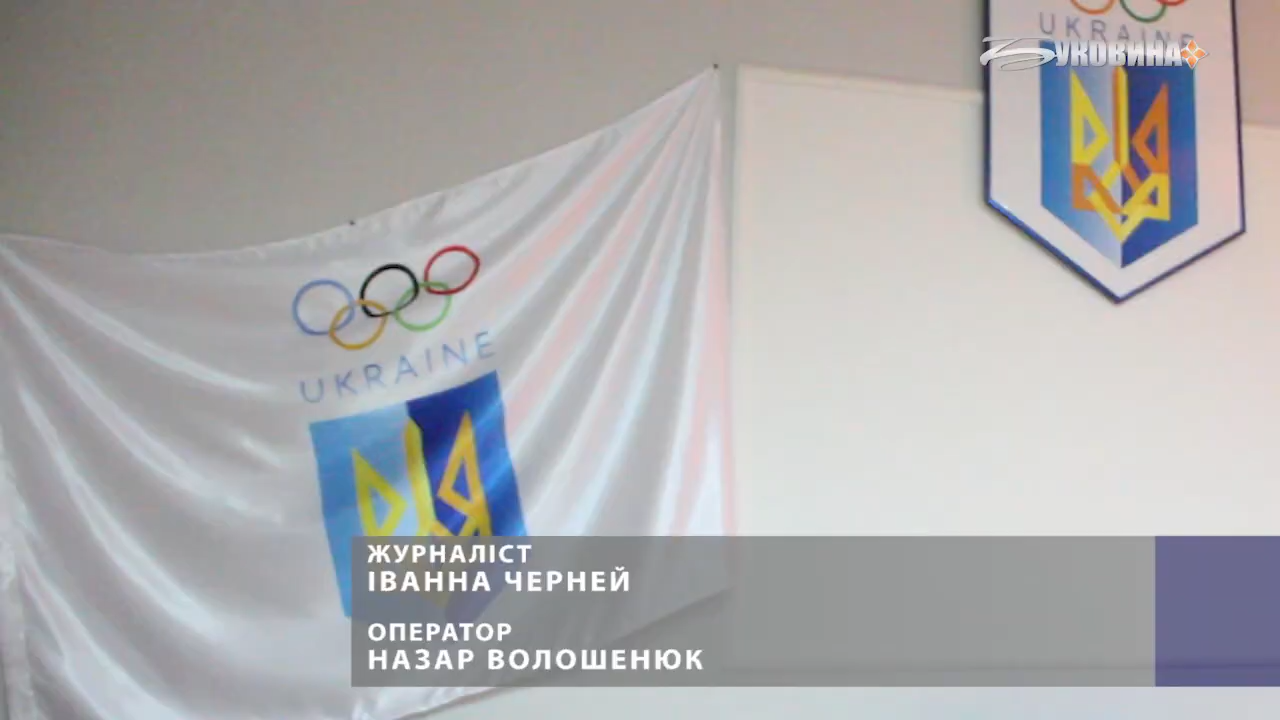 UKRAINE
БУКОВИНА
UKRAINE
ЖУРНАЛІСТ
ІВАННА ЧЕРНЕЙ
ОПЕРАТОР
НАЗАР ВОЛОШЕНЮК